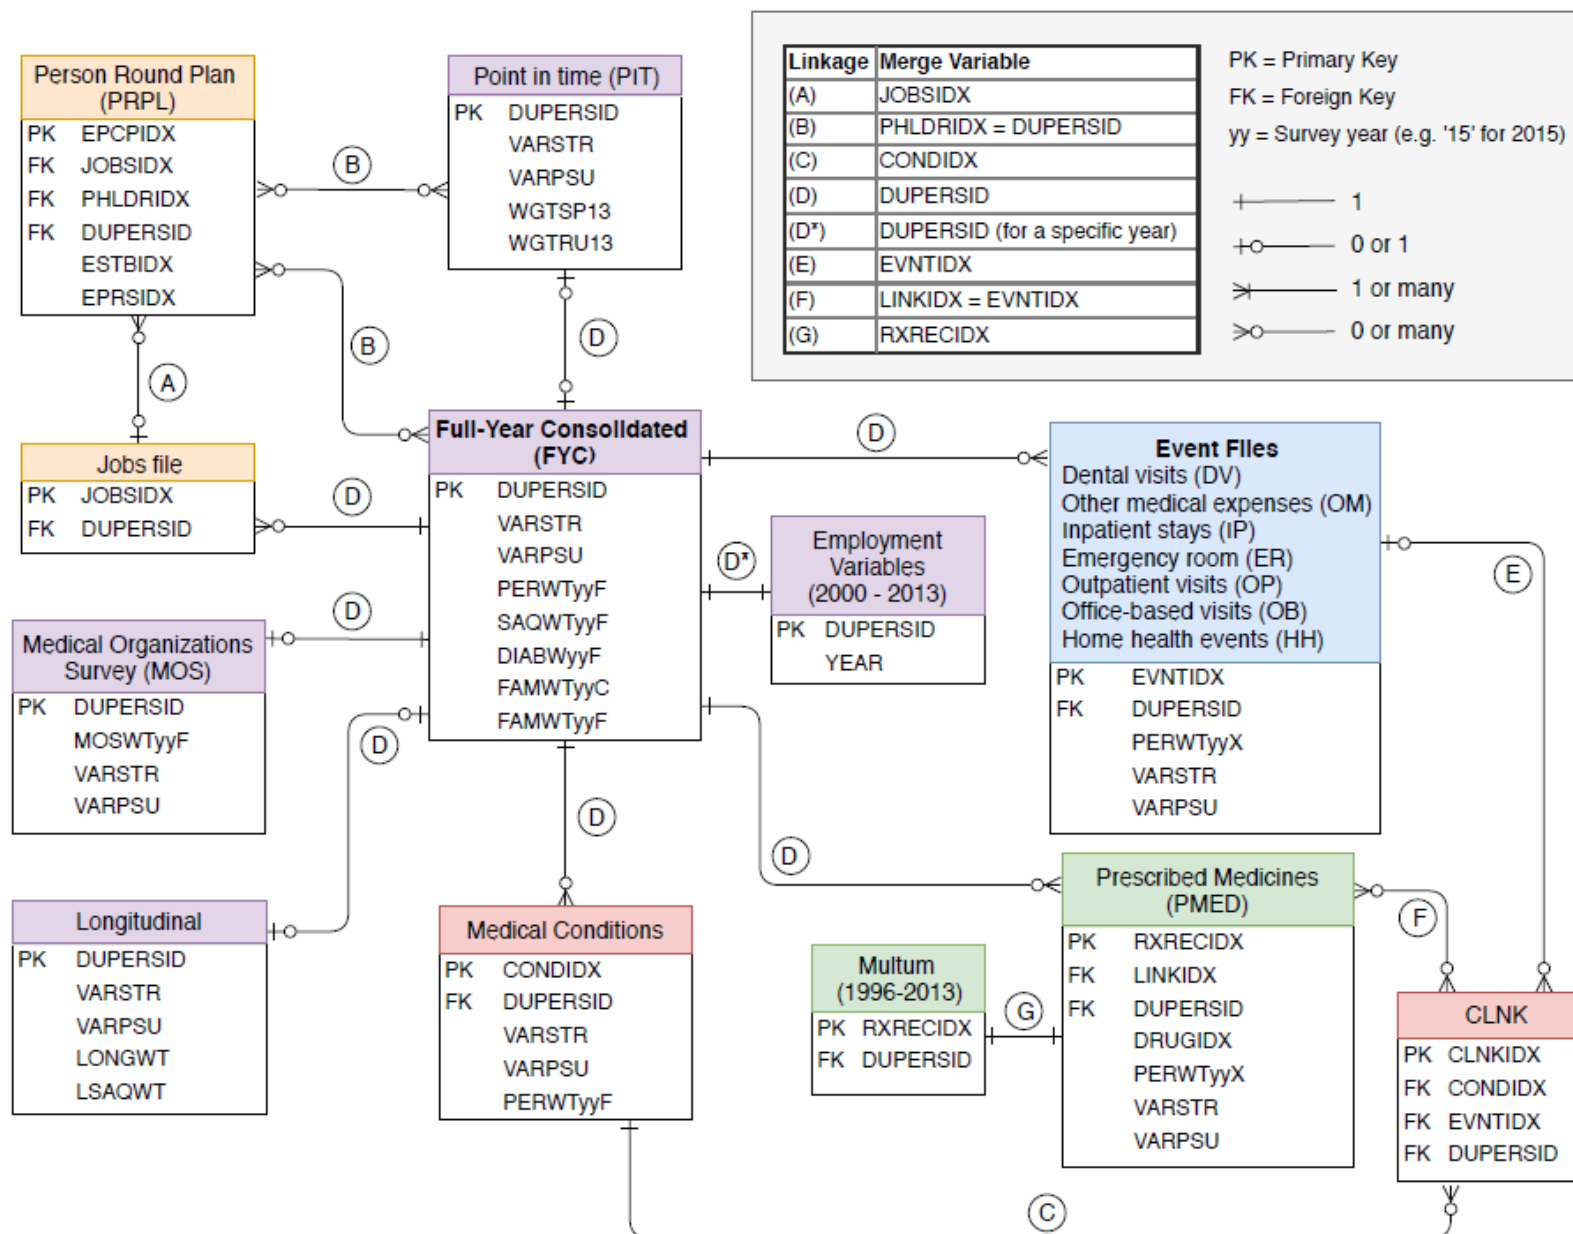 Person Round Plan
(PRPL)
PK EPCPIDX
FK JOBSIDX
FK PHLDRIDX
FK DUPERSID
ESTBIDX
EPRSIDX
Point in time (PIT)
PK DUPERSID
VARSTR
VARPSU
WGTSP13
WGTRU13
Linkage Merge Variable
(A) JOBSIDX
(B) PHLDRIDX = DUPERSID
(C) CONDIDX
(D) DUPERSID
(D*) DUPERSID (for a specific year)
(E) EVNTIDX
(F) LINKIDX = EVNTIDX
(G) RXRECIDX
PK = Primary Key
FK = Foreign Key
yy = Survey year (e.g. '15' for 2015)
1
0 or 1
1 or many
0 or many
B
B
A
D
Jobs file
PK JOBSIDX
FK DUPERSID
D
Full-Year Consolidated
(FYC)
PK DUPERSID
VARSTR
VARPSU
PERWTyyF
SAQWTyyF
DIABWyyF
FAMWTyyC
FAMWTyyF
D
Event Files
Dental visits (DV)
Other medical expenses (OM)
Inpatient stays (IP)
Emergency room (ER)
Outpatient visits (OP)
Office-based visits (OB)
Home health events (HH)
PK EVNTIDX
FK DUPERSID
PERWTyyX
VARSTR
VARPSU
D*
Employment
Variables
(2000 - 2013)
PK DUPERSID
YEAR
E
Medical Organizations
Survey (MOS)
PK DUPERSID
MOSWTyyF
VARSTR
VARPSU
D
D
D
D
Longitudinal
PK DUPERSID
VARSTR
VARPSU
LONGWT
LSAQWT
Medical Conditions
PK CONDIDX
FK DUPERSID
VARSTR
VARPSU
PERWTyyF
Multum
(1996-2013)
PK RXRECIDX
FK DUPERSID
G
Prescribed Medicines
(PMED)
PK RXRECIDX
FK LINKIDX
FK DUPERSID
DRUGIDX
PERWTyyX
VARSTR
VARPSU
F
CLNK
PK CLNKIDX
FK CONDIDX
FK EVNTIDX
FK DUPERSID
C